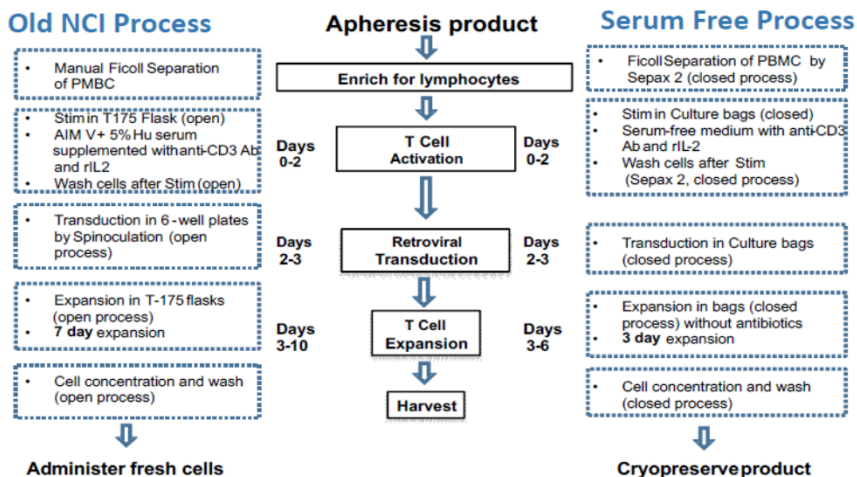 Old NCI Process
Apheresis product
Serum Free Process
• Manual Ficoll Separation
of PMBC
Enrich for lymphocytes
• Ficoll Separation of PBMC by
Sepax 2 (closed process)
• Stim in T175 Flask (open)
• AIM V+ 5% Hu serum
supplemented with anti-CD3 Ab
and rIL2
• Wash cells after Stim (open)
Days
0-2
T Cell
Activation
Days
0-2
• Stim in Culture bags (closed)
• Serum-free medium with anti-CD3
Ab and rIL-2
• Wash cells after Stim
(Sepax 2, closed process)
• Transduction in 6-well plates
by Spinoculation (open
process)
Days
2-3
Retroviral
Transduction
Days
2-3
• Transduction in Culture bags
(closed process)
• Expansion in T-175 flasks
(open process)
• 7 day expansion
Days
3-10
T Cell
Expansion
Days
3-6
• Expansion in bags (closed
process) without antibiotics
• 3 day expansion
• Cell concentration and wash
(open process)
Harvest
• Cell concentration and wash
(closed process)
Administer fresh cells
Cryopreserve product